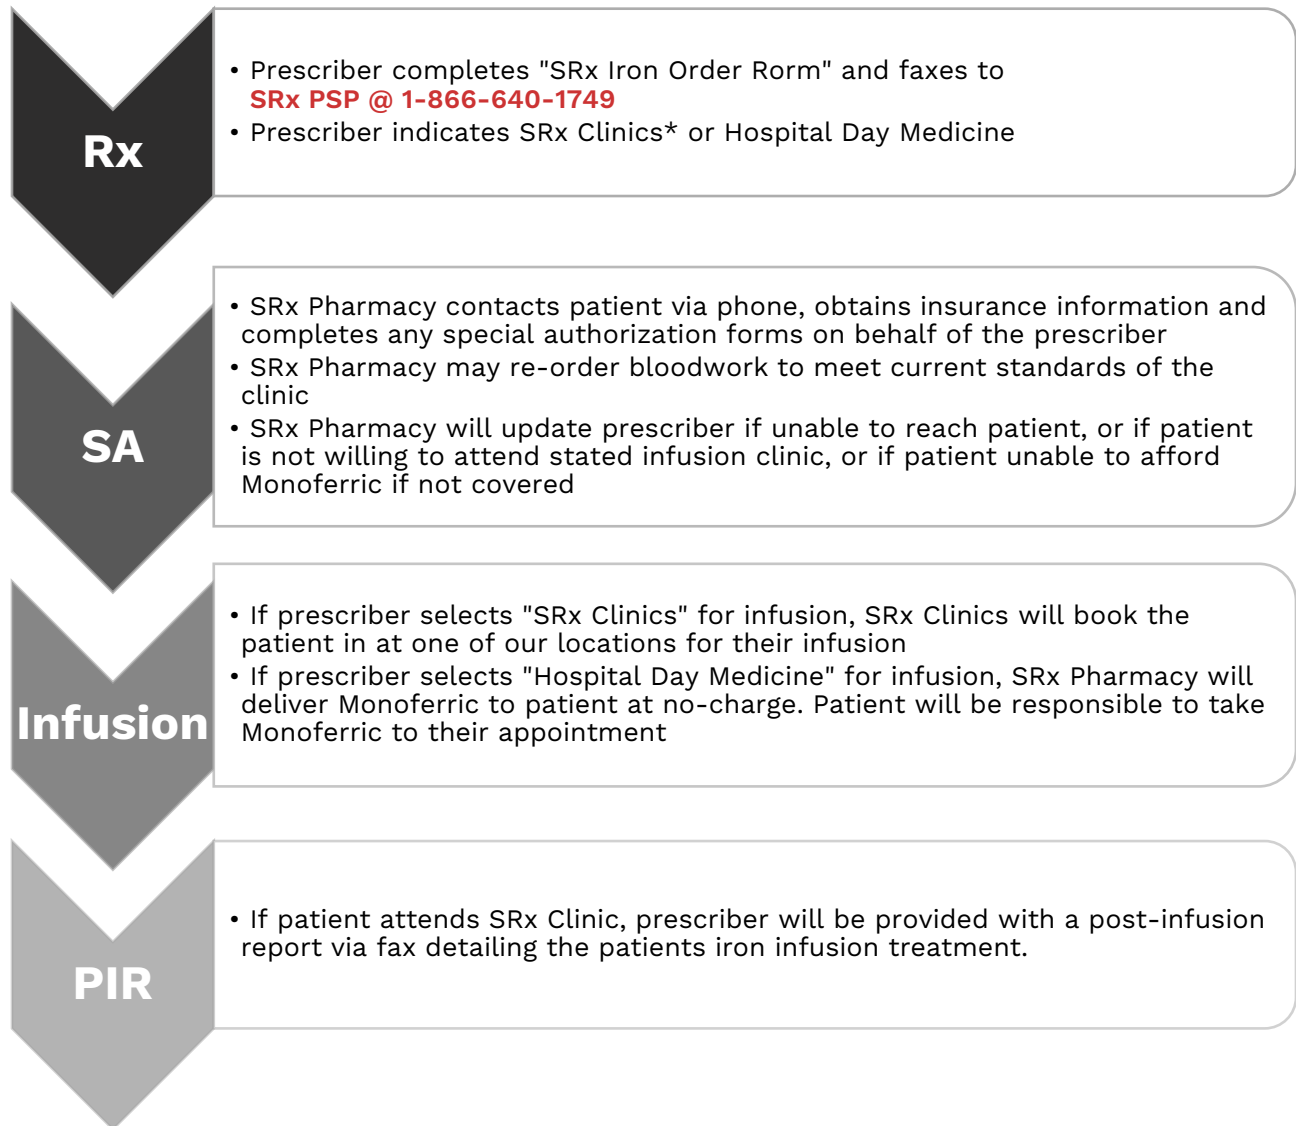 Rx
• Prescriber completes "SRx Iron Order Rorm" and faxes to
SRx PSP @ 1-866-640-1749
• Prescriber indicates SRx Clinics* or Hospital Day Medicine
SA
• SRx Pharmacy contacts patient via phone, obtains insurance information and
completes any special authorization forms on behalf of the prescriber
• SRx Pharmacy may re-order bloodwork to meet current standards of the
clinic
• SRx Pharmacy will update prescriber if unable to reach patient, or if patient
is not willing to attend stated infusion clinic, or if patient unable to afford
Monoferric if not covered
Infusion
• If prescriber selects "SRx Clinics" for infusion, SRx Clinics will book the
patient in at one of our locations for their infusion
• If prescriber selects "Hospital Day Medicine" for infusion, SRx Pharmacy will
deliver Monoferric to patient at no-charge. Patient will be responsible to take
Monoferric to their appointment
PIR
• If patient attends SRx Clinic, prescriber will be provided with a post-infusion
report via fax detailing the patients iron infusion treatment.